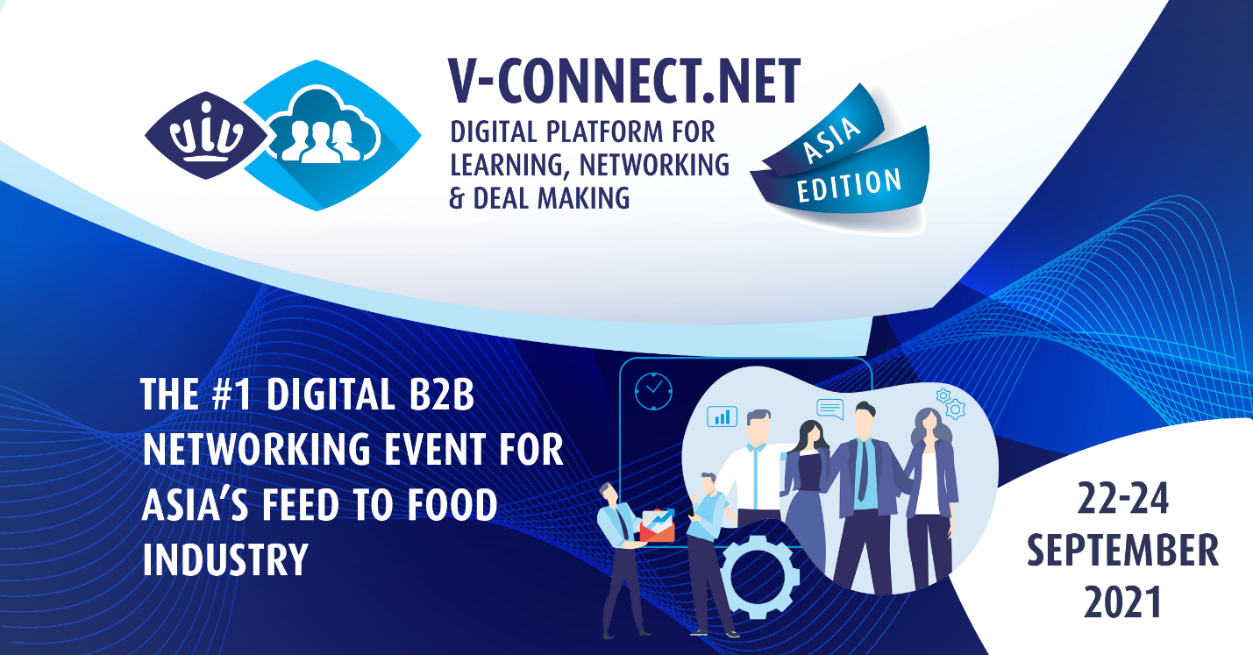 viv
V-CONNECT.NET
DIGITAL PLATFORM FOR
LEARNING, NETWORKING
& DEAL MAKING
ASIA
EDITION
THE #1 DIGITAL B2B
NETWORKING EVENT FOR
ASIA'S FEED TO FOOD
INDUSTRY
22-24
SEPTEMBER
2021